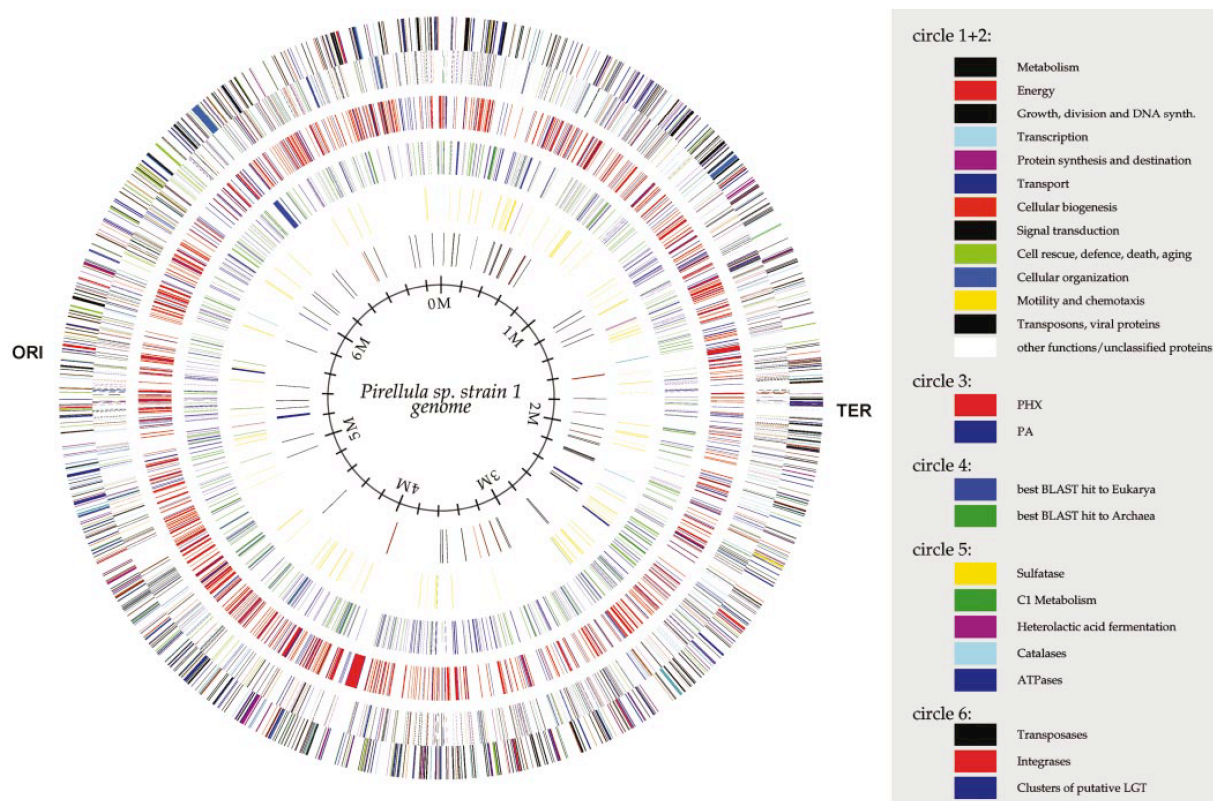 ORI
TER
0M
1M
2M
3M
4M
5M
6M
Pirellula sp. strain 1
genome
circle 1+2:
Metabolism
Energy
Growth, division and DNA synth.
Transcription
Protein synthesis and destination
Transport
Cellular biogenesis
Signal transduction
Cell rescue, defence, death, aging
Cellular organization
Motility and chemotaxis
Transposons, viral proteins
other functions/unclassified proteins
circle 3:
PHX
PA
circle 4:
best BLAST hit to Eukarya
best BLAST hit to Archaea
circle 5:
Sulfatase
C1 Metabolism
Heterolactic acid fermentation
Catalases
ATPases
circle 6:
Transposases
Integrases
Clusters of putative LGT